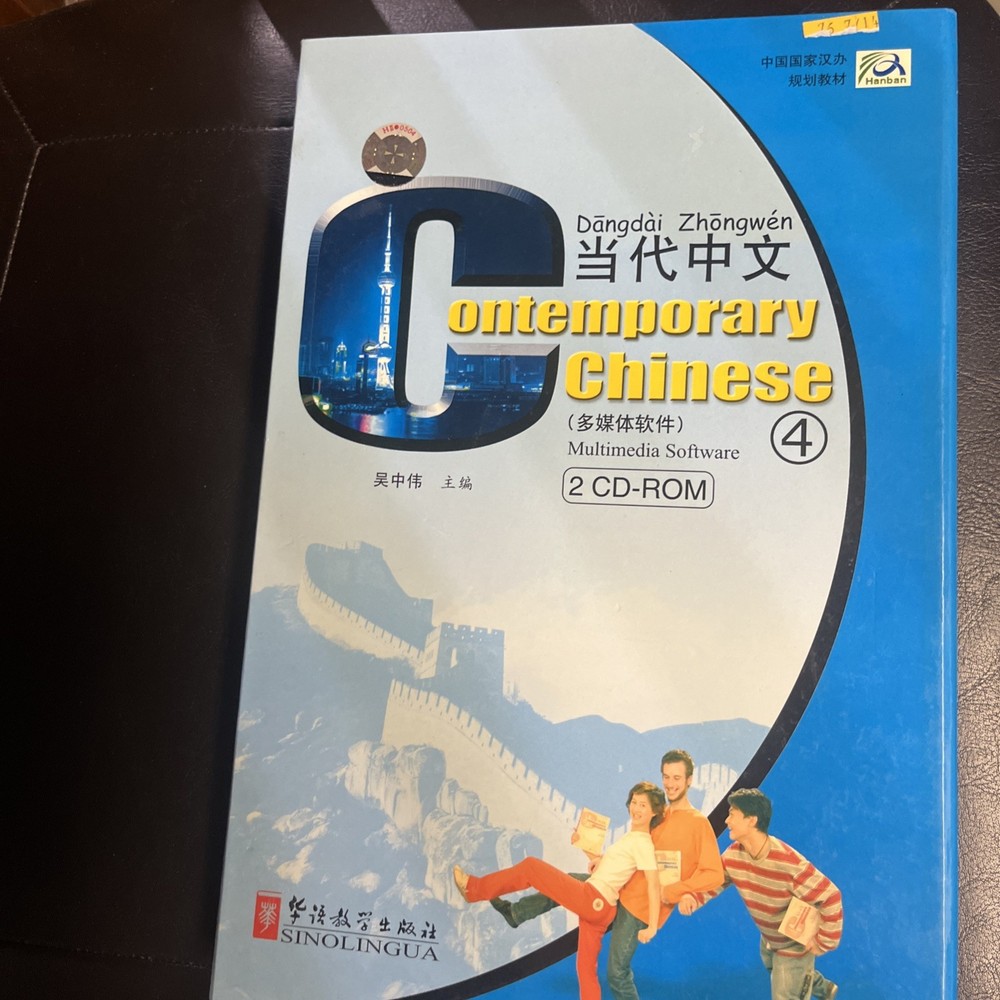 中国国家汉办
规划教材
Hanban
Dāngdài Zhōngwén
当代中文
Contemporary
Chinese
④
(多媒体软件)
Multimedia Software
2 CD-ROM
吴中伟 主编
华语教学出版社
SINOLINGUA